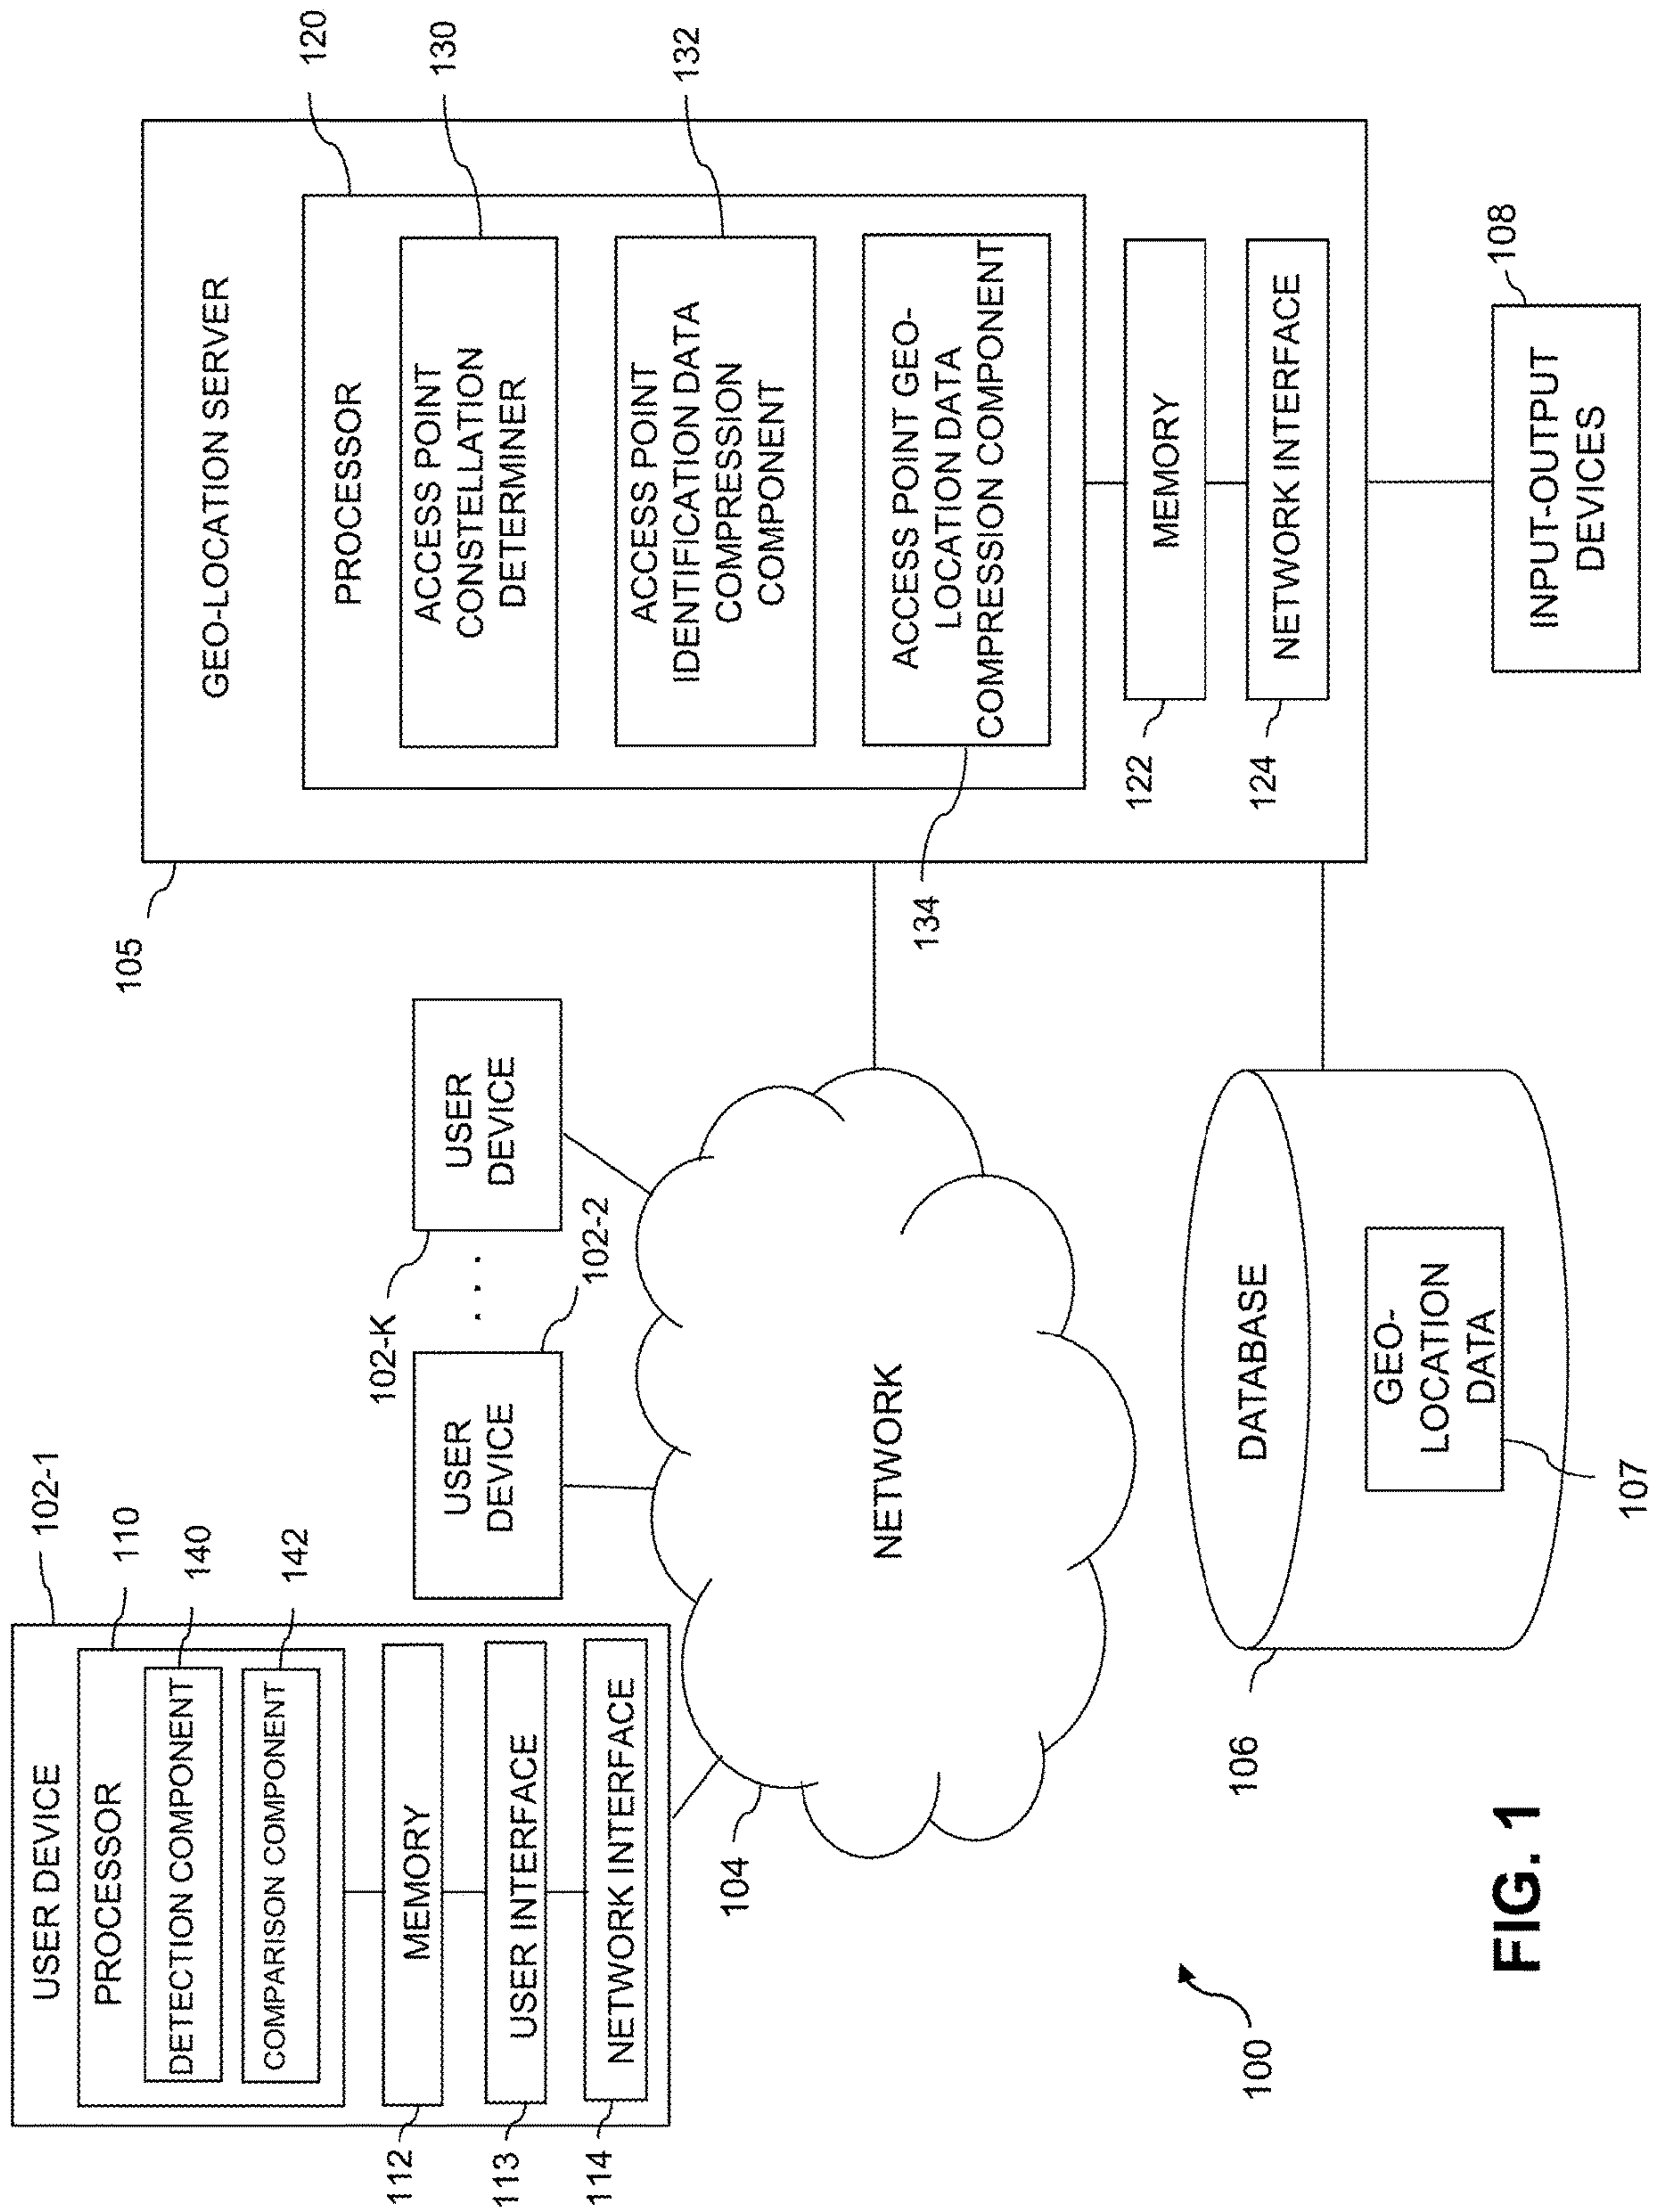 USER DEVICE
102-1
PROCESSOR
110
DETECTION COMPONENT
140
COMPARISON COMPONENT
142
MEMORY
112
USER INTERFACE
113
NETWORK INTERFACE
114
USER
DEVICE
102-2
. . .
USER
DEVICE
102-K
NETWORK
104
105
GEO-LOCATION SERVER
PROCESSOR
120
ACCESS POINT
CONSTELLATION
DETERMINER
130
ACCESS POINT
IDENTIFICATION DATA
COMPRESSION
COMPONENT
132
ACCESS POINT GEO-
LOCATION DATA
COMPRESSION COMPONENT
134
MEMORY
122
NETWORK INTERFACE
124
DATABASE
106
GEO-
LOCATION
DATA
107
INPUT-OUTPUT
DEVICES
108
100
FIG. 1